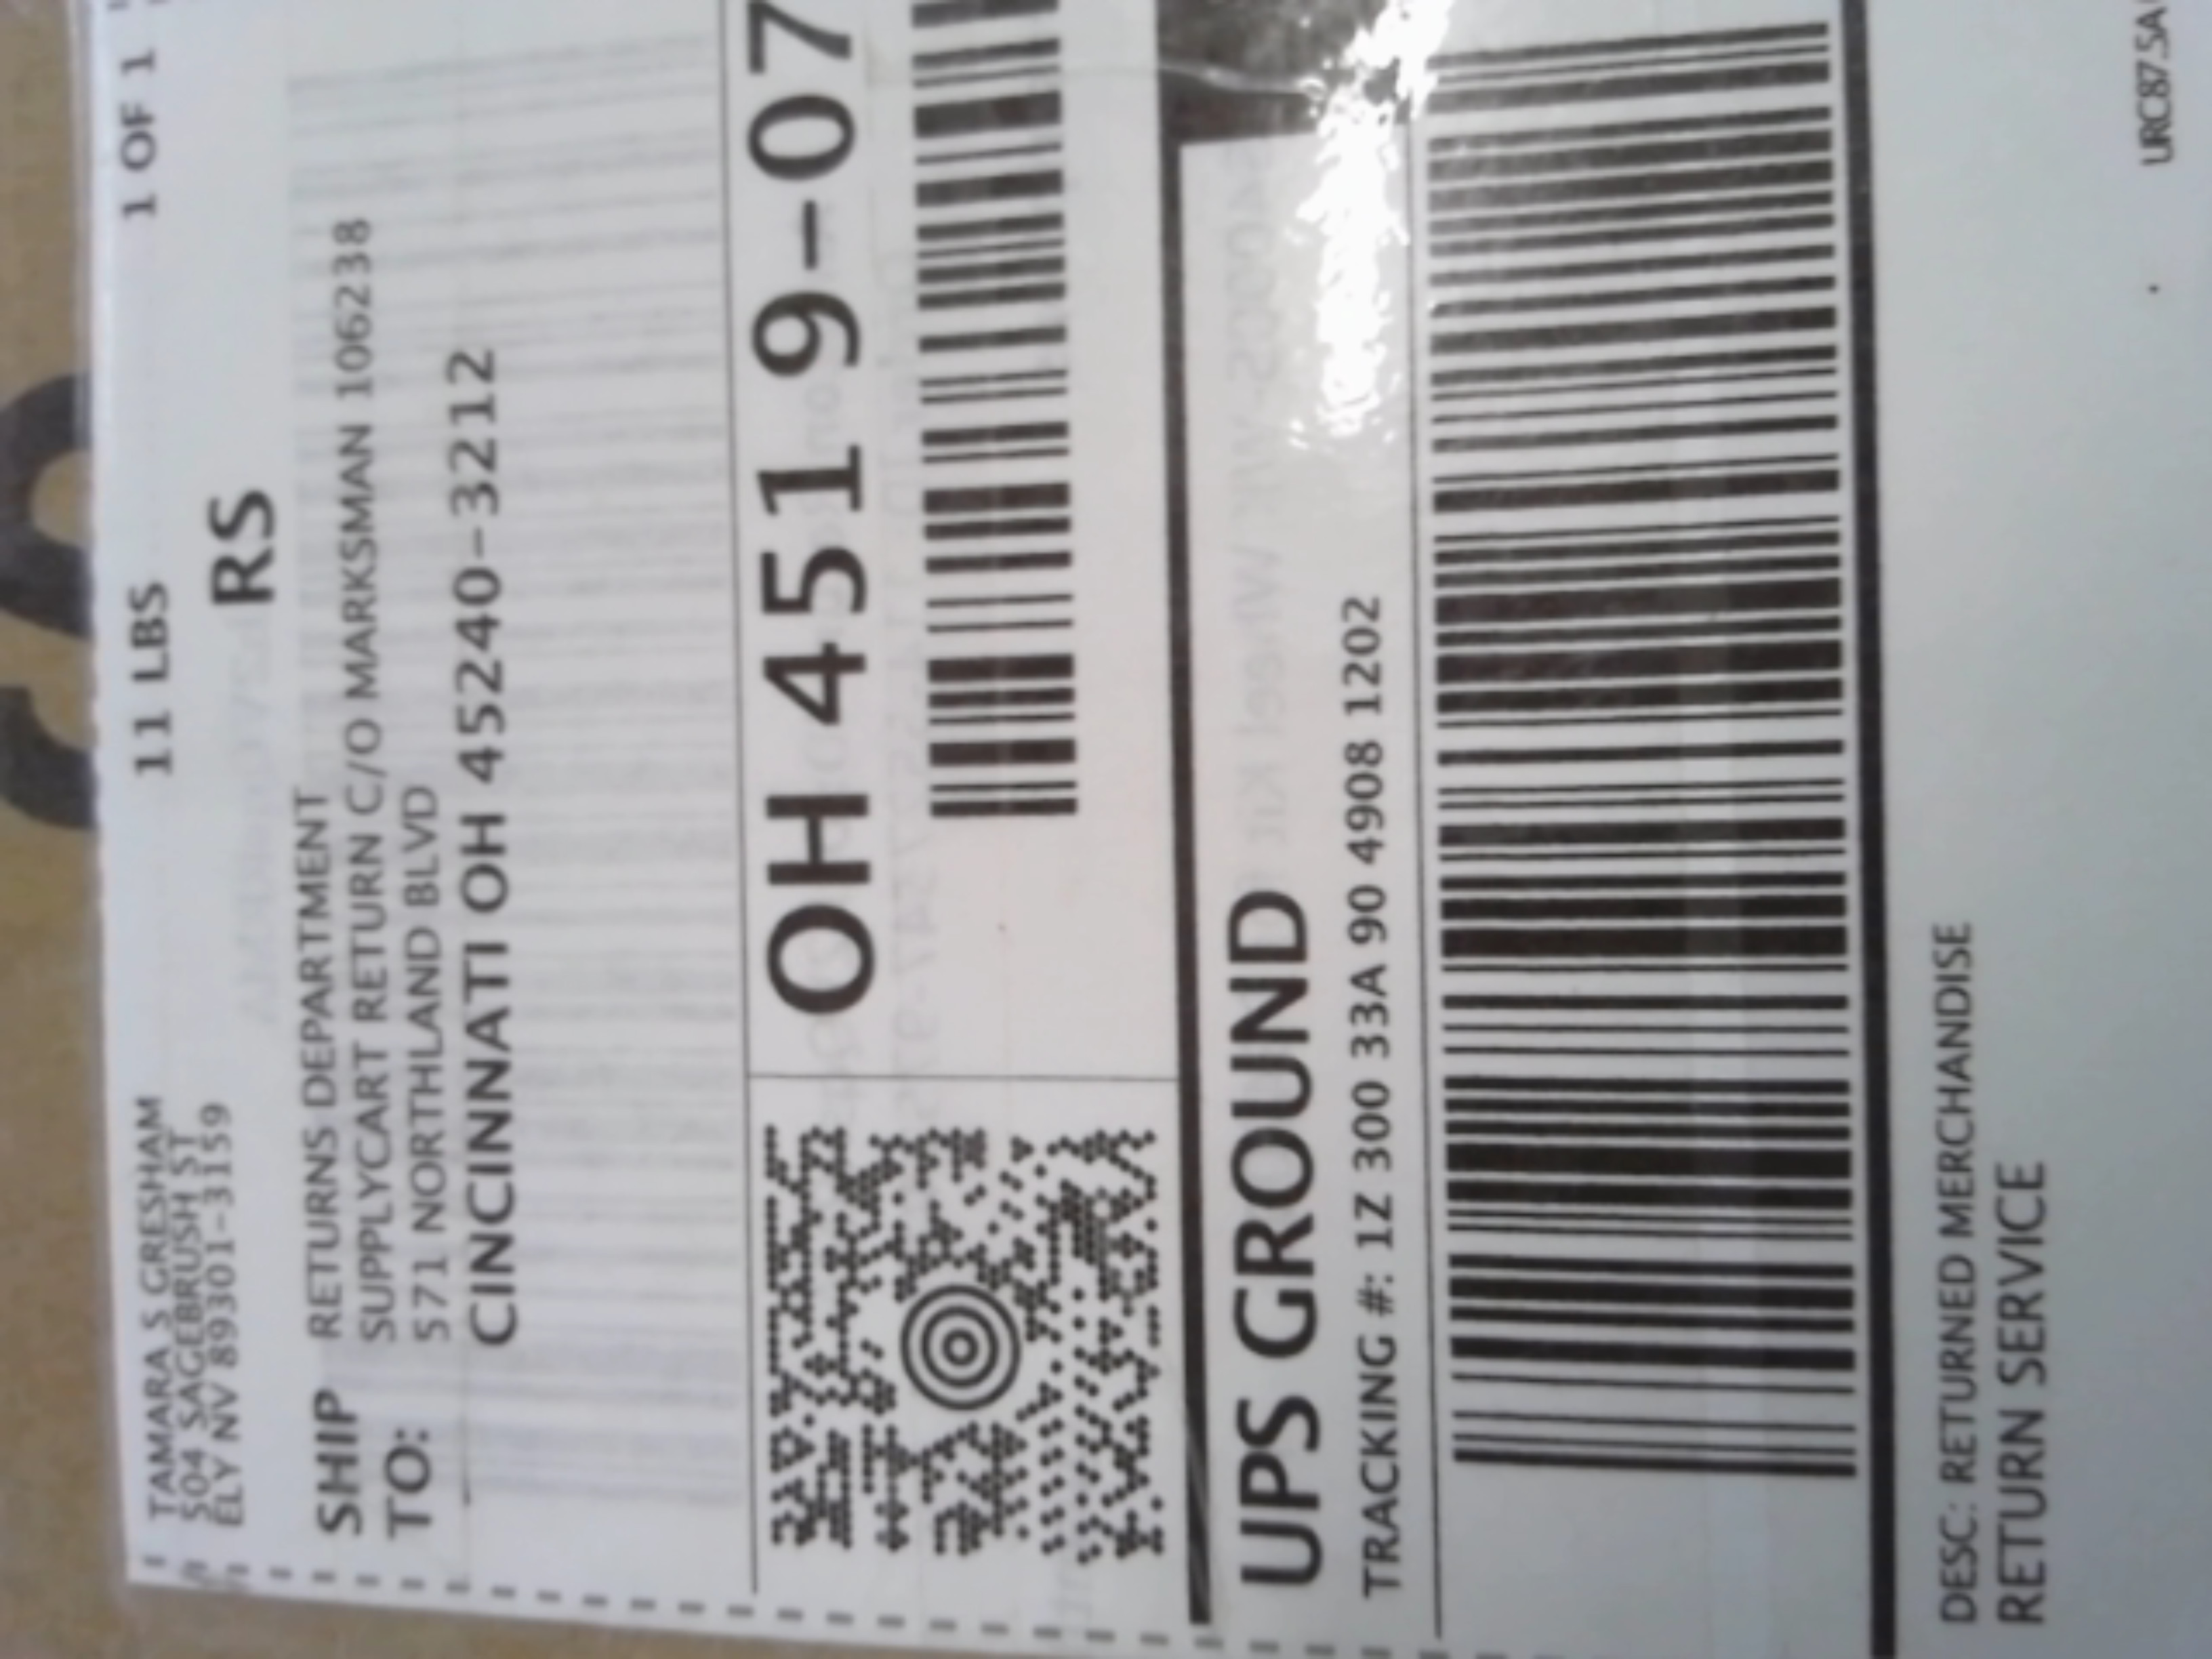 TAMARA S GRESHAM
504 SAGEBRUSH ST
ELY NV 89301-3159
11 LBS
1 OF 1
RS
SHIP TO:
RETURNS DEPARTMENT
SUPPLYCART RETURN C/O MARKSMAN 106238
571 NORTHLAND BLVD
CINCINNATI OH 45240-3212
OH 451 9-07
UPS GROUND
TRACKING #: 1Z 300 33A 90 4908 1202
DESC: RETURNED MERCHANDISE
RETURN SERVICE